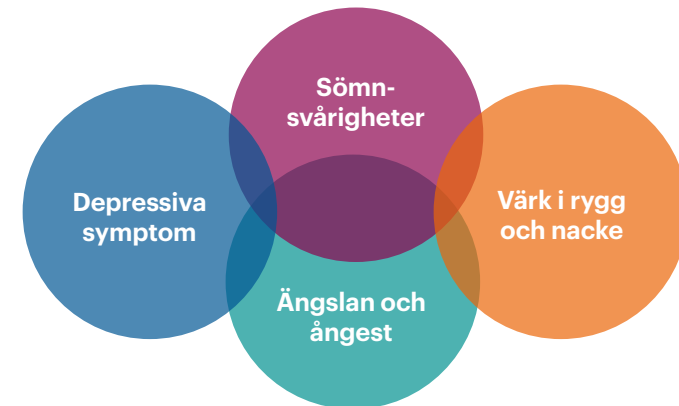 Sömn-
svårigheter
Depressiva
symptom
Värk i rygg
och nacke
Ängslan och
ångest